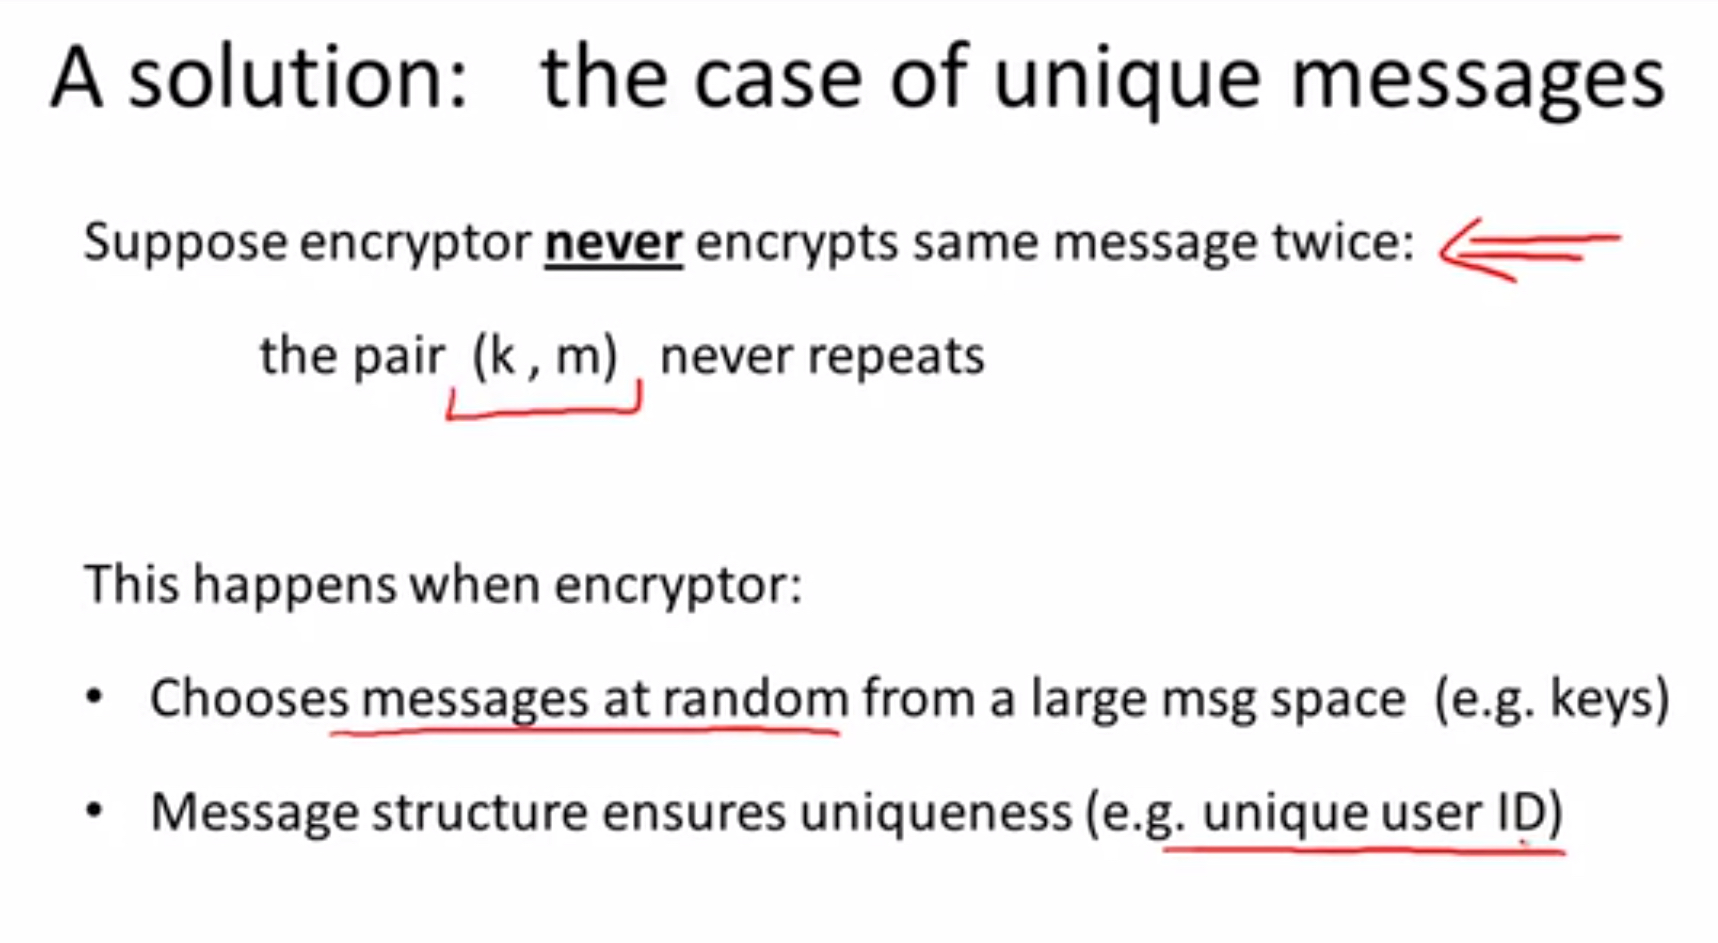 A solution: the case of unique messages
Suppose encryptor never encrypts same message twice:
the pair (k , m) never repeats
This happens when encryptor:
• Chooses messages at random from a large msg space (e.g. keys)
• Message structure ensures uniqueness (e.g. unique user ID)